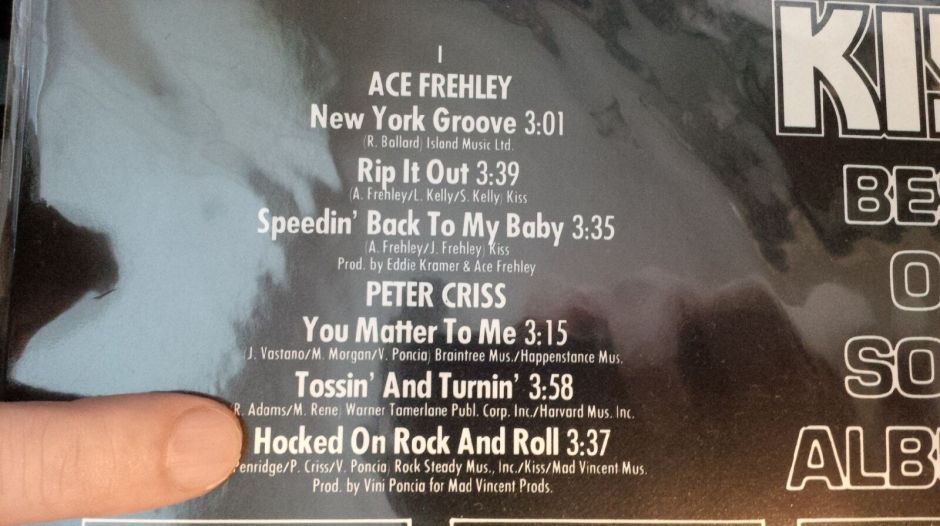 I
ACE FREHLEY
New York Groove 3:01
(R. Ballard) Island Music Ltd.
Rip It Out 3:39
(A. Frehley/L. Kelly/S. Kelly) Kiss
Speedin' Back To My Baby 3:35
(A. Frehley/J. Frehley) Kiss
Prod. by Eddie Kramer & Ace Frehley
PETER CRISS
You Matter To Me 3:15
(J. Vastano/M. Morgan/V. Poncia) Braintree Mus./Happenstance Mus.
Tossin' And Turnin' 3:58
R. Adams/M. Rene) Warner Tamerlane Publ. Corp. Inc./Harvard Mus. Inc.
Hocked On Rock And Roll 3:37
enridge/P. Criss/V. Poncia) Rock Steady Mus., Inc./Kiss/Mad Vincent Mus.
Prod. by Vini Poncia for Mad Vincent Prods.
KIS
BE
O
SO
ALB